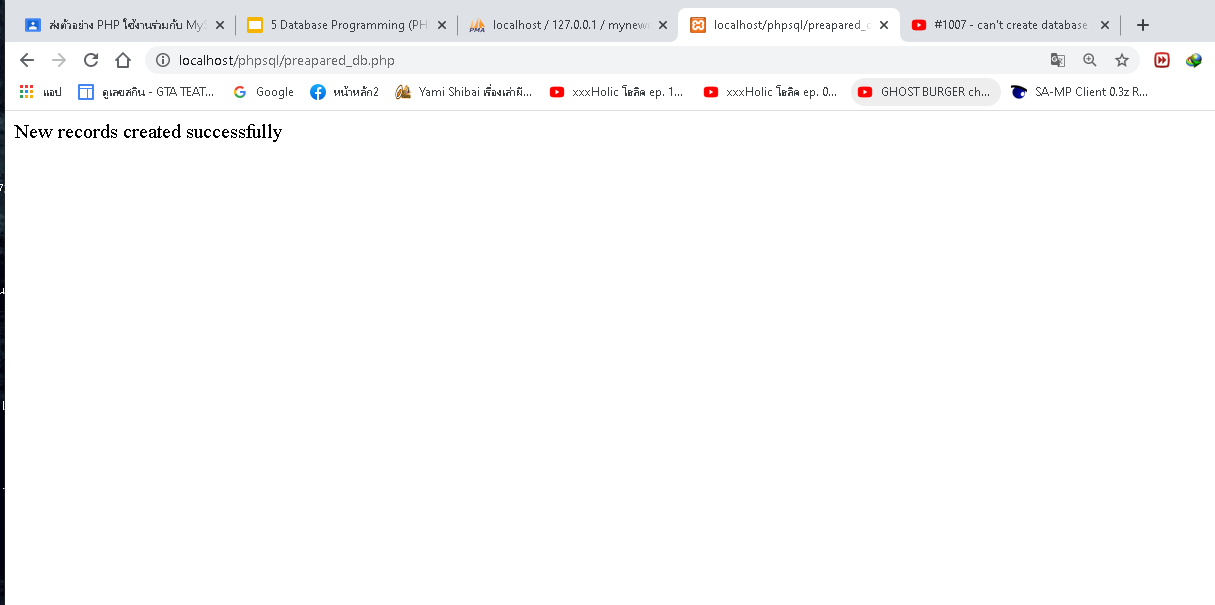 ส่งตัวอย่าง PHP ใช้งานร่วมกับ MyS 5 Database Programming (PH localhost / 127.0.0.1 / mynew localhost/phpsql/preapared_ #1007 - can't create database
localhost/phpsql/preapared_db.php
แอป ดูเลขสกิน - GTA TEAT... Google หน้าหลัก2 Yami Shibai เรื่องเล่าผี... xxxHolic โฮลิค ep. 1... xxxHolic โฮลิค ep. 0... GHOST BURGER ch... SA-MP Client 0.3z R...
New records created successfully